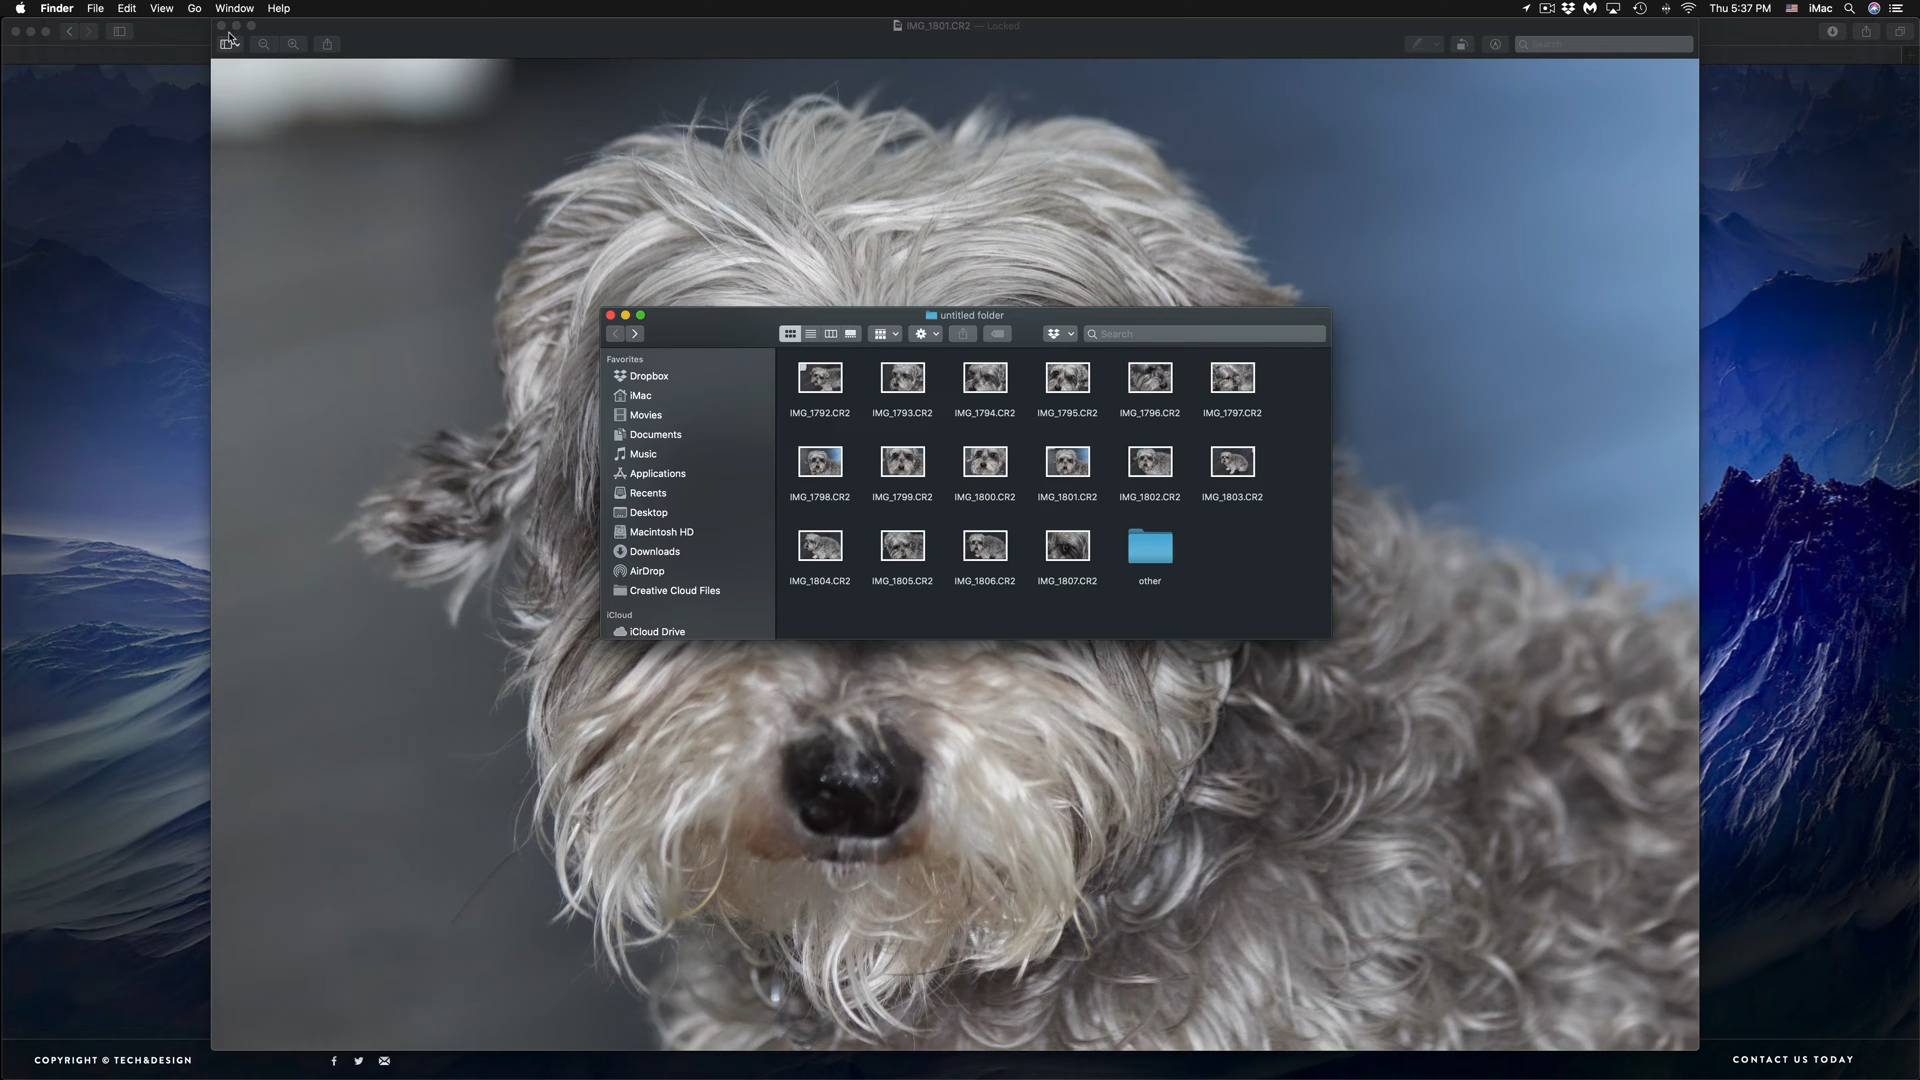 Finder File Edit View Go Window Help
Thu 5:37 PM iMac
IMG_1801.CR2 — Locked
Search
untitled folder
Search
Favorites
Dropbox
iMac
Movies
Documents
Music
Applications
Recents
Desktop
Macintosh HD
Downloads
AirDrop
Creative Cloud Files
iCloud
iCloud Drive
IMG_1792.CR2 IMG_1793.CR2 IMG_1794.CR2 IMG_1795.CR2 IMG_1796.CR2 IMG_1797.CR2
IMG_1798.CR2 IMG_1799.CR2 IMG_1800.CR2 IMG_1801.CR2 IMG_1802.CR2 IMG_1803.CR2
IMG_1804.CR2 IMG_1805.CR2 IMG_1806.CR2 IMG_1807.CR2 other
COPYRIGHT © TECH&DESIGN
CONTACT US TODAY